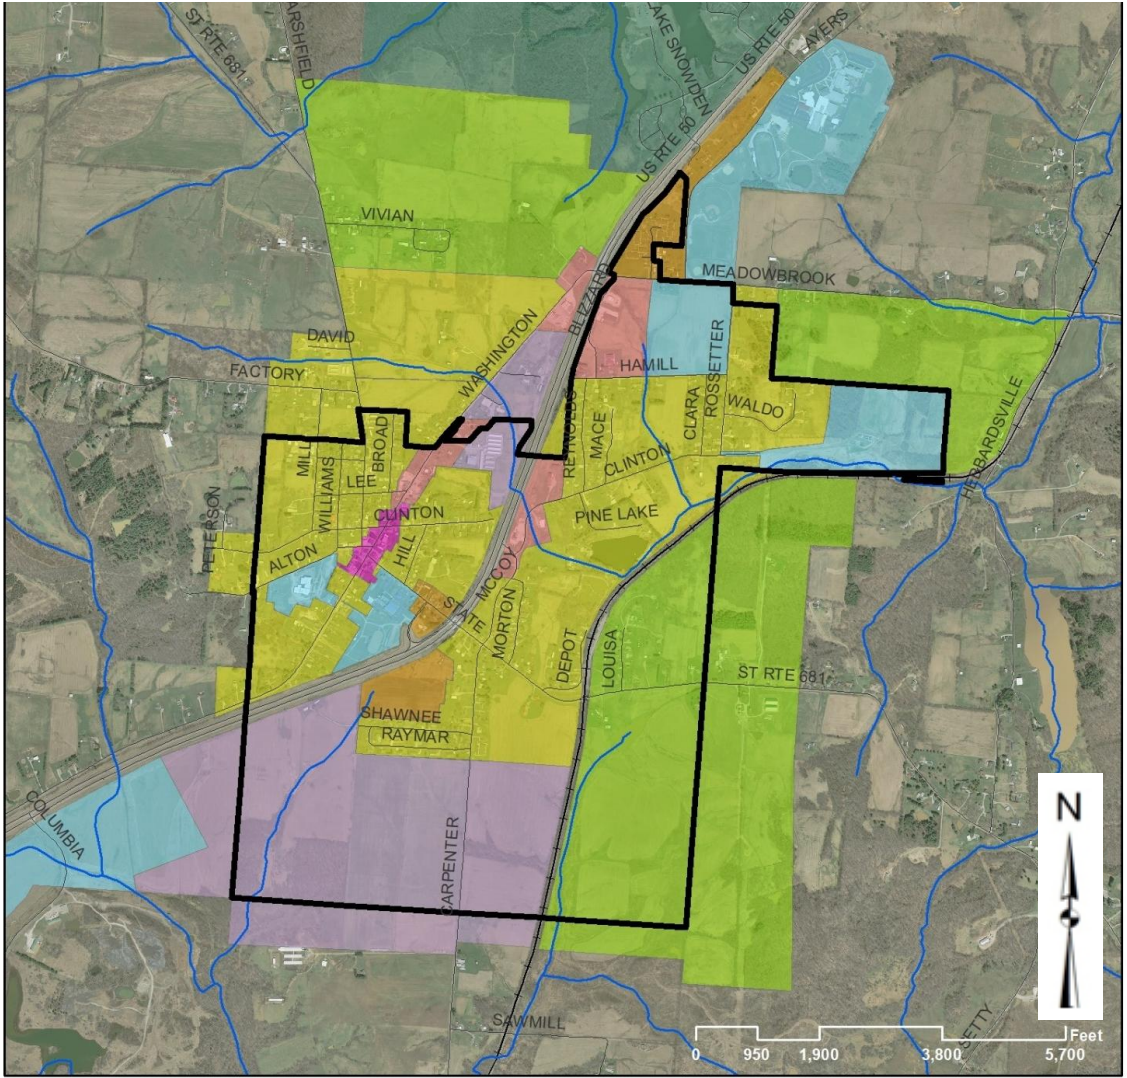 ST RTE 681
ARSHFIELD
LAKE SNOWDEN
US RTE 50
AYERS
US RTE 50
VIVIAN
MEADOWBROOK
BLIZZARD
DAVID
WASHINGTON
FACTORY
HAMILL
ROSSETTER
CLARA
WALDO
REYNOLDS
MACE
HEBBARDSVILLE
BROAD
MILL
WILLIAMS
LEE
CLINTON
PETERSON
CLINTON
PINE LAKE
ALTON
HILL
MCCOY
STATE
MORTON
DEPOT
LOUISA
ST RTE 681
SHAWNEE
RAYMAR
COLUMBIA
CARPENTER
N
SAWMILL
SETTY
Feet
0 950 1,900 3,800 5,700